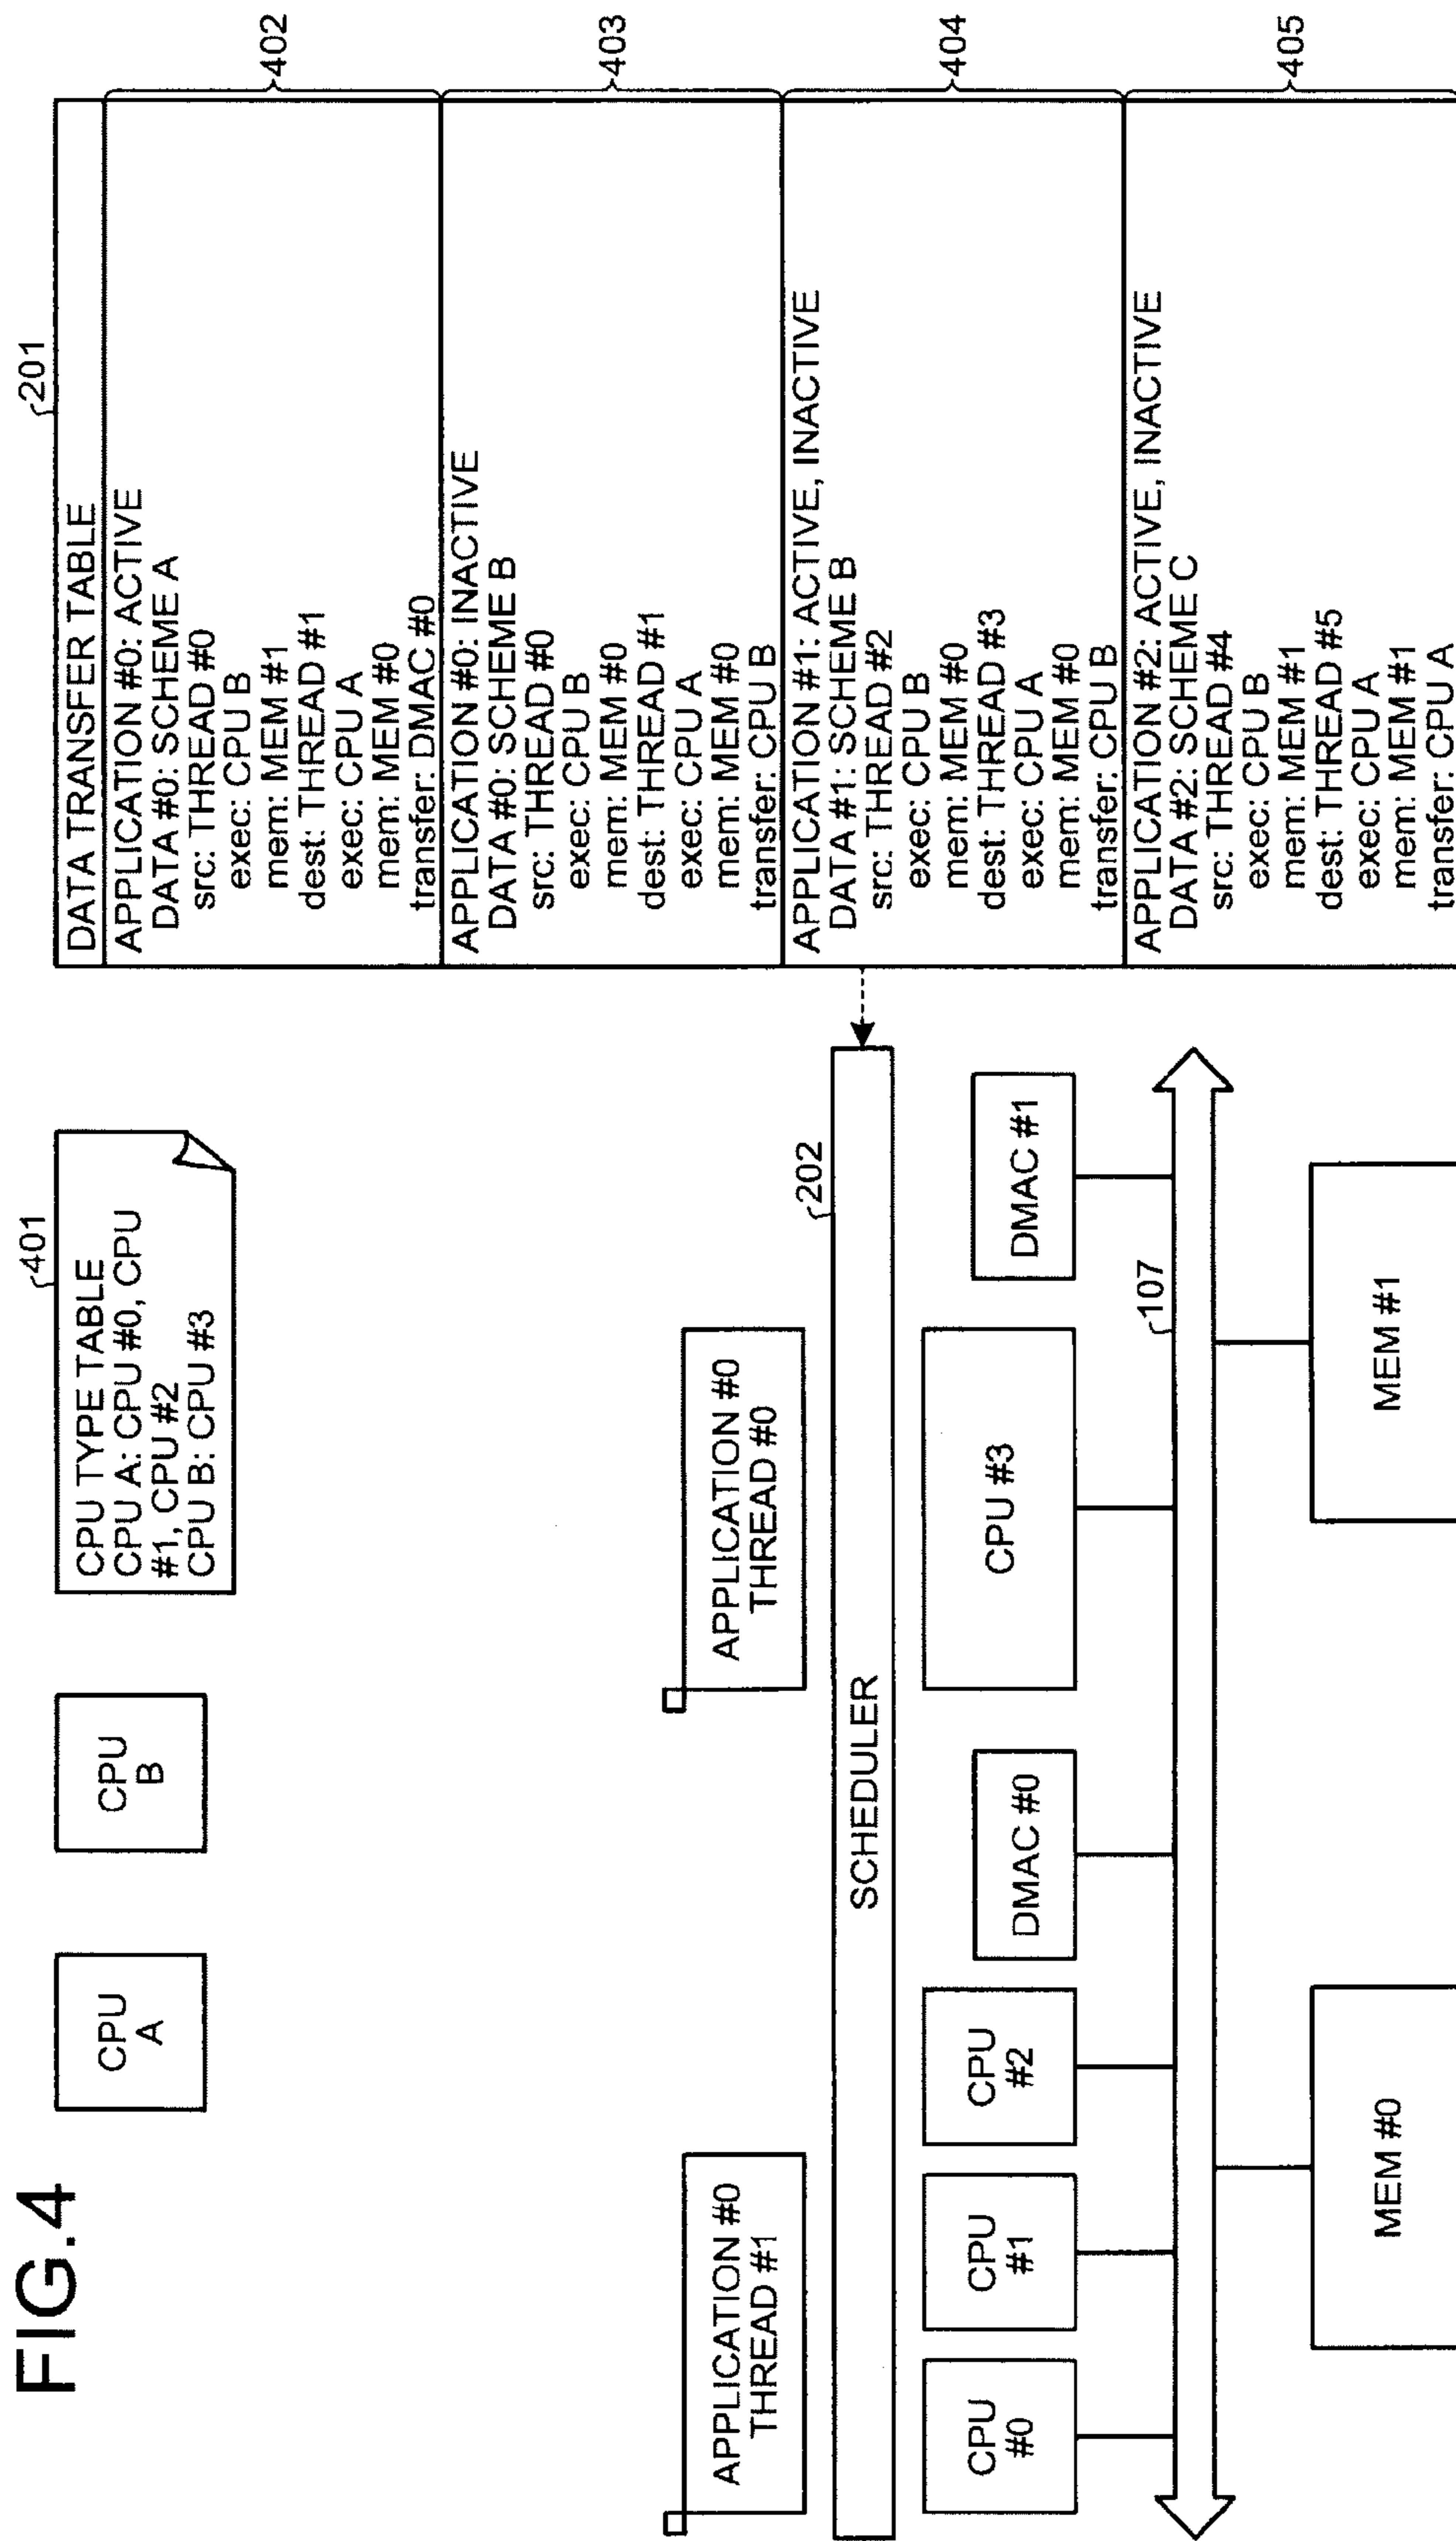 FIG.4
CPU
A
CPU
B
401
CPU TYPE TABLE
CPU A: CPU #0, CPU
#1, CPU #2
CPU B: CPU #3
APPLICATION #0
THREAD #1
APPLICATION #0
THREAD #0
202
SCHEDULER
CPU
#0
CPU
#1
CPU
#2
DMAC #0
CPU #3
DMAC #1
107
MEM #0
MEM #1
201
DATA TRANSFER TABLE
APPLICATION #0: ACTIVE
DATA #0: SCHEME A
src: THREAD #0
exec: CPU B
mem: MEM #1
dest: THREAD #1
exec: CPU A
mem: MEM #0
transfer: DMAC #0
402
APPLICATION #0: INACTIVE
DATA #0: SCHEME B
src: THREAD #0
exec: CPU B
mem: MEM #0
dest: THREAD #1
exec: CPU A
mem: MEM #0
transfer: CPU B
403
APPLICATION #1: ACTIVE, INACTIVE
DATA #1: SCHEME B
src: THREAD #2
exec: CPU B
mem: MEM #0
dest: THREAD #3
exec: CPU A
mem: MEM #0
transfer: CPU B
404
APPLICATION #2: ACTIVE, INACTIVE
DATA #2: SCHEME C
src: THREAD #4
exec: CPU B
mem: MEM #1
dest: THREAD #5
exec: CPU A
mem: MEM #1
transfer: CPU A
405